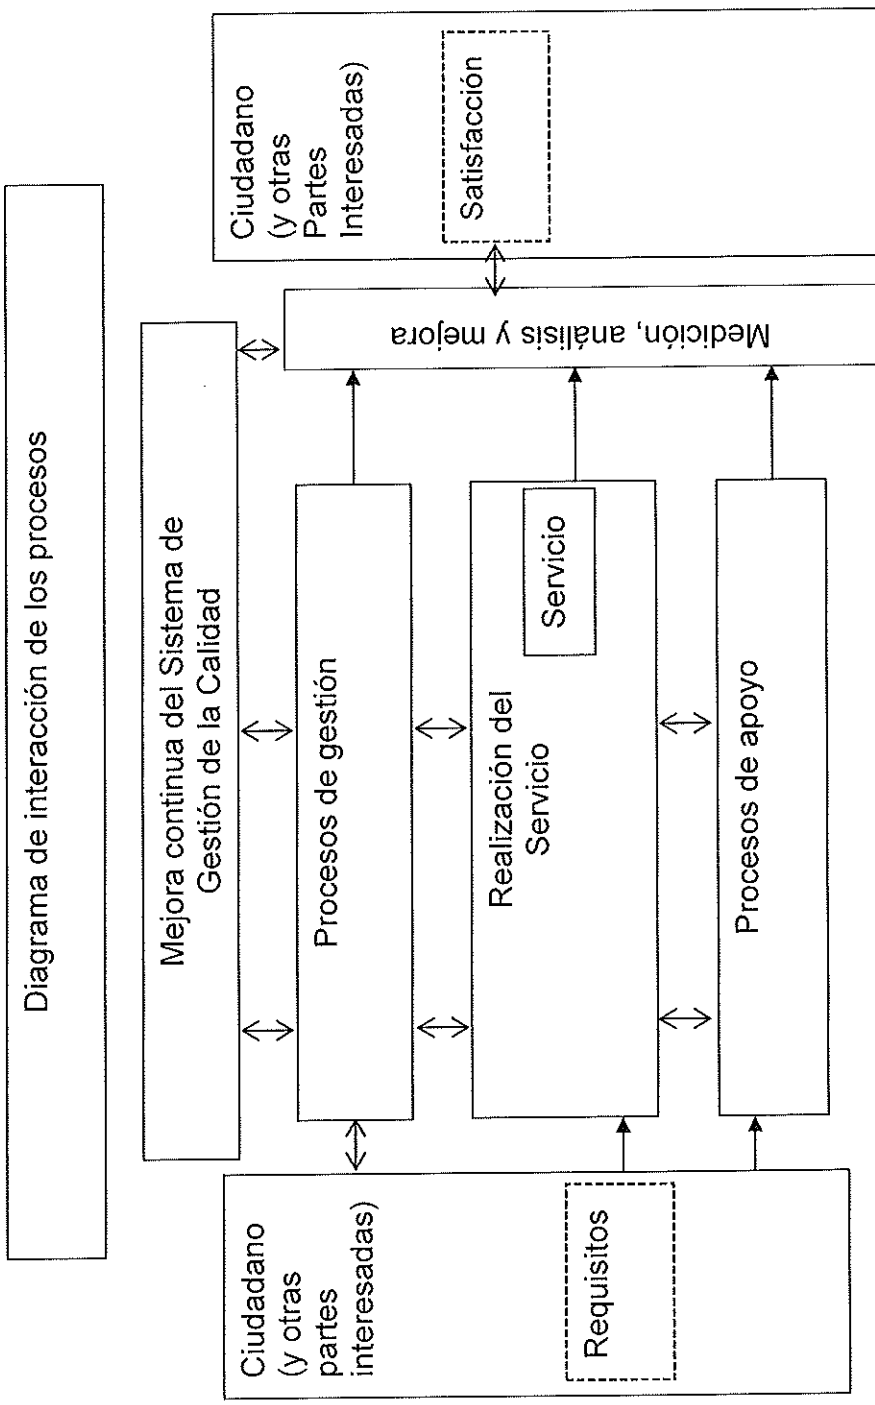 Diagrama de interacción de los procesos
Mejora continua del Sistema de
Gestión de la Calidad
Ciudadano
(y otras
partes
interesadas)
Requisitos
Procesos de gestión
Realización del
Servicio
Servicio
Procesos de apoyo
Medición, análisis y mejora
Ciudadano
(y otras
Partes
Interesadas)
Satisfacción